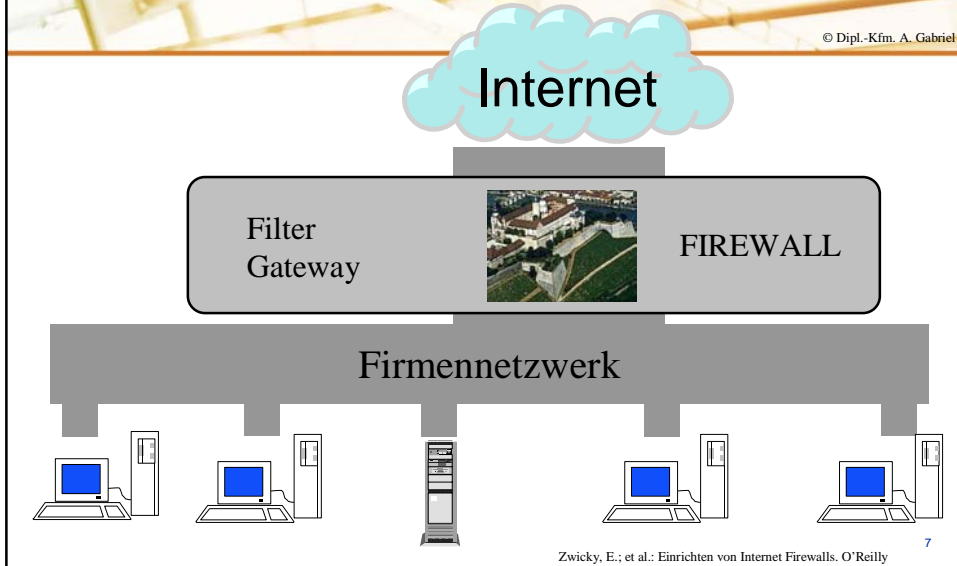 © Dipl.-Kfm. A. Gabriel
Internet
Filter
Gateway
FIREWALL
Firmennetzwerk
7
Zwicky, E.; et al.: Einrichten von Internet Firewalls. O’Reilly